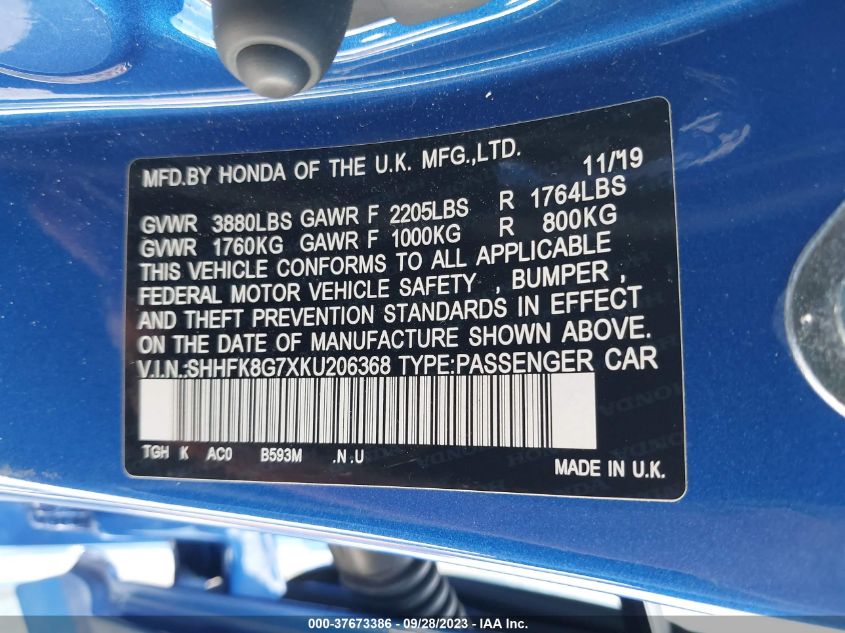 MFD.BY HONDA OF THE U.K. MFG.,LTD. 11/'19
GVWR 3880LBS GAWR F 2205LBS R 1764LBS
GVWR 1760KG GAWR F 1000KG R 800KG
THIS VEHICLE CONFORMS TO ALL APPLICABLE
FEDERAL MOTOR VEHICLE SAFETY , BUMPER ,
AND THEFT PREVENTION STANDARDS IN EFFECT
ON THE DATE OF MANUFACTURE SHOWN ABOVE.
V.I.N.:SHHFK8G7XKU206368 TYPE:PASSENGER CAR
TGH K AC0 B593M .N .U
MADE IN U.K.
000-37673386 - 09/28/2023 - IAA Inc.